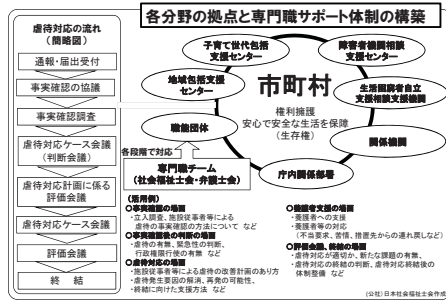 各分野の拠点と専門職サポート体制の構築
虐待対応の流れ
(簡略図)
通報・届出受付
事実確認の協議
事実確認調査
虐待対応ケース会議
(判断会議)
虐待対応計画に係る
評価会議
虐待対応ケース会議
評価会議
終　結
子育て世代包括
支援センター
障害者機関相談
支援センター
地域包括支援
センター
生活困窮者自立
支援相談支援機関
市町村
権利擁護
安心で安全な生活を保障
(生存権)
職能団体
関係機関
各段階で対応
専門職チーム
(社会福祉士会・弁護士会)
庁内関係部署
(活用例)
○事実確認の場面
・立入調査、施設従事者等による
虐待の事実確認の方法について など
○事実確認後の判断の場面
・虐待の有無、緊急性の判断、
行政権限行使の有無 など
○虐待対応の場面
・施設従事者等による虐待の改善計画のあり方
・虐待発生要因の解消、再発の可能性、
・終結に向けた支援方法 など
○養護者支援の場面
・養護者への支援
・養護者等の対応
(不当要求、苦情、措置先からの連れ戻しなど)
○評価会議、終結の場面
・虐待対応が適切か、新たな課題の有無、
・虐待対応の終結の判断、虐待対応終結後の
体制整備 など
(公社)日本社会福祉士会作成